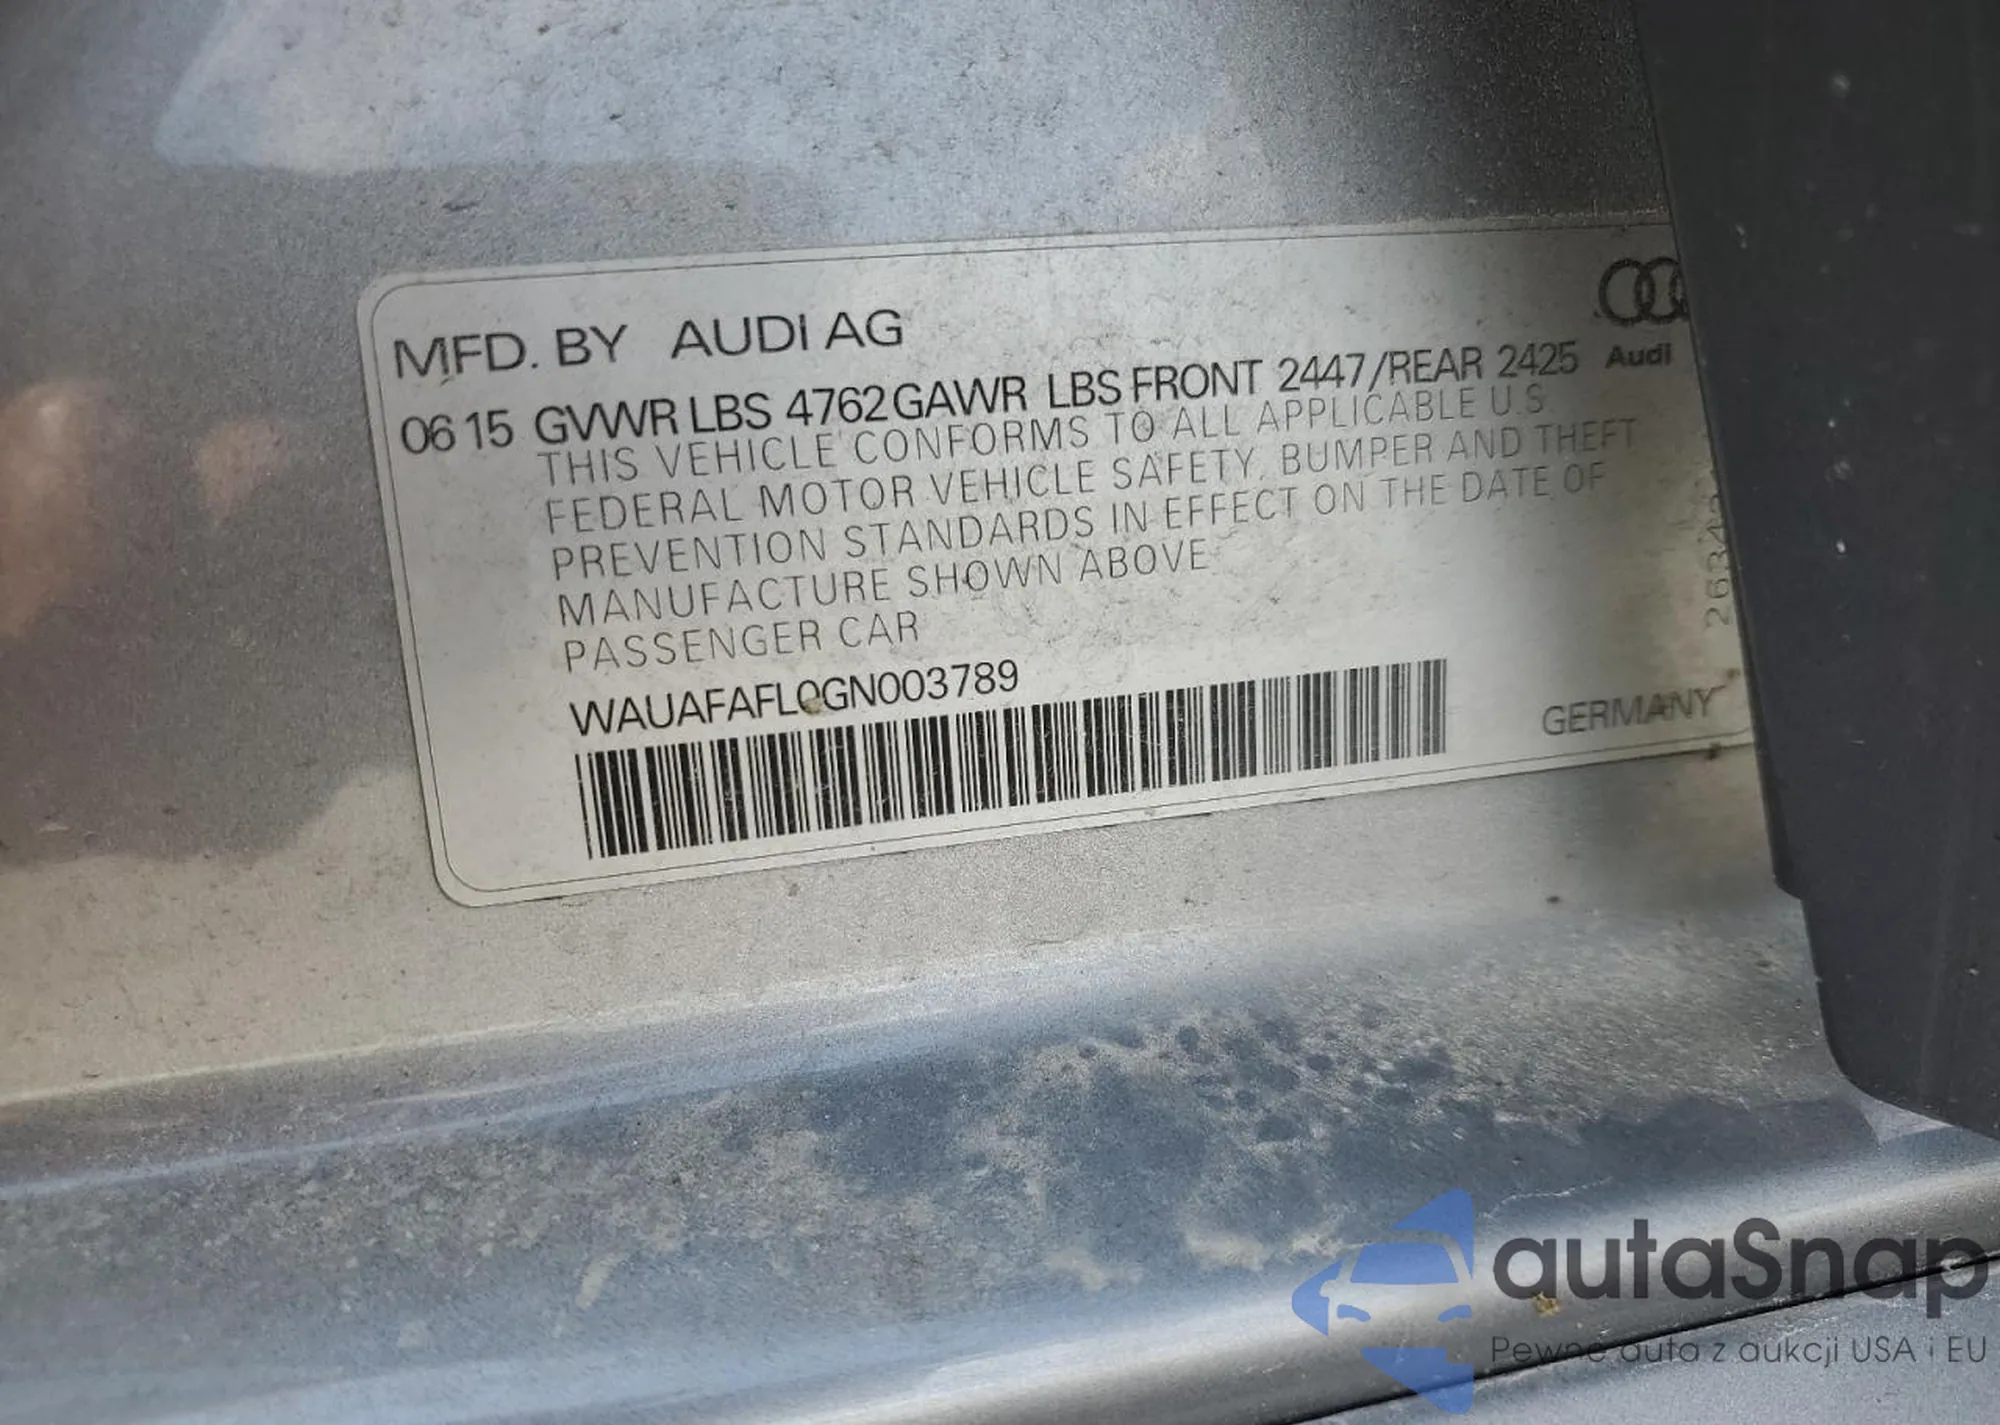 MFD. BY AUDI AG
Audi
06 15 GVWR LBS 4762 GAWR LBS FRONT 2447/REAR 2425
THIS VEHICLE CONFORMS TO ALL APPLICABLE U.S.
FEDERAL MOTOR VEHICLE SAFETY, BUMPER AND THEFT
PREVENTION STANDARDS IN EFFECT ON THE DATE OF
MANUFACTURE SHOWN ABOVE
PASSENGER CAR
WAUAFAFL0GN003789
GERMANY
autaSnap
Pewne auta z aukcji USA i EU